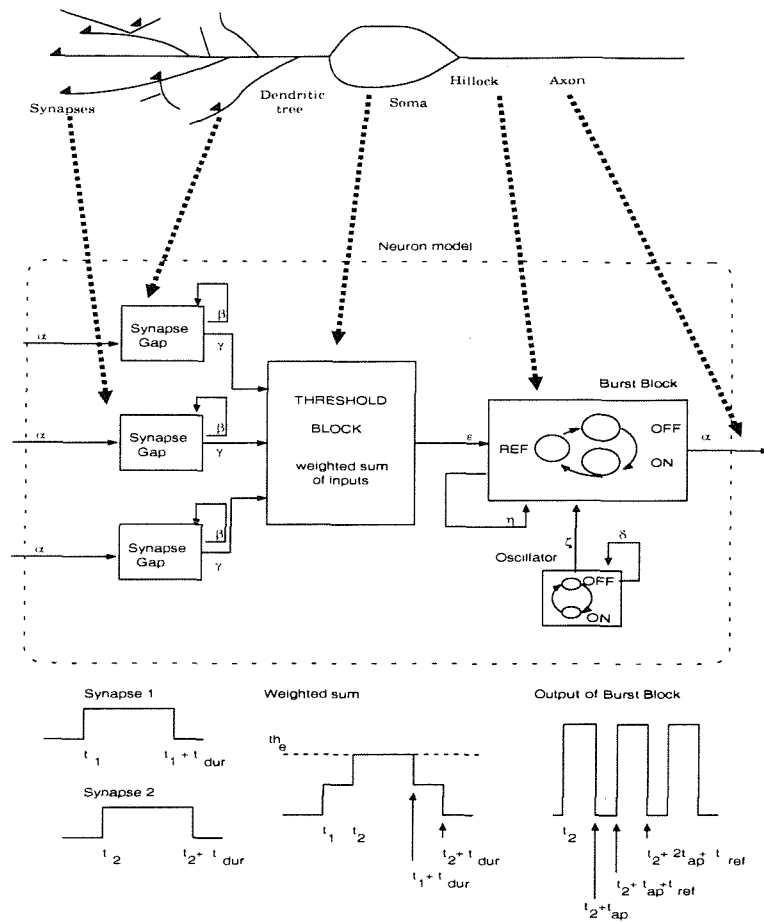 Synapses
Dendritic
tree
Soma
Hillock
Axon
Neuron model
α
Synapse
Gap
β
γ
α
Synapse
Gap
β
γ
α
Synapse
Gap
β
γ
THRESHOLD
BLOCK
weighted sum
of inputs
ε
Burst Block
REF
OFF
ON
α
η
ζ
Oscillator
δ
OFF
ON
Synapse 1
t1
t1 + tdur
Synapse 2
t2
t2+ tdur
Weighted sum
the
t1
t2
t2+ tdur
t1+ tdur
Output of Burst Block
t2
t2+ 2tap+ tref
t2+ tap+ tref
t2+tap